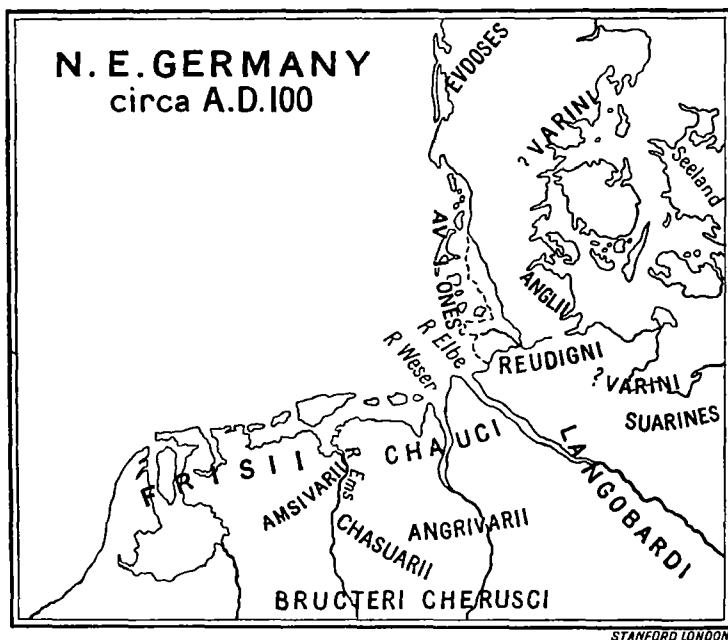 N. E. GERMANY
circa A.D.100
EVDOSES
? VARINI
Seeland
AVIONES
ANGLIV
R Elbe
R Weser
REUDIGNI
? VARINI
SUARINES
LANGOBARDI
CHAUCI
FRISII
R Ems
AMSIVARII
CHASUARII
ANGRIVARII
BRUCTERI CHERUSCI
STANFORD LONDON